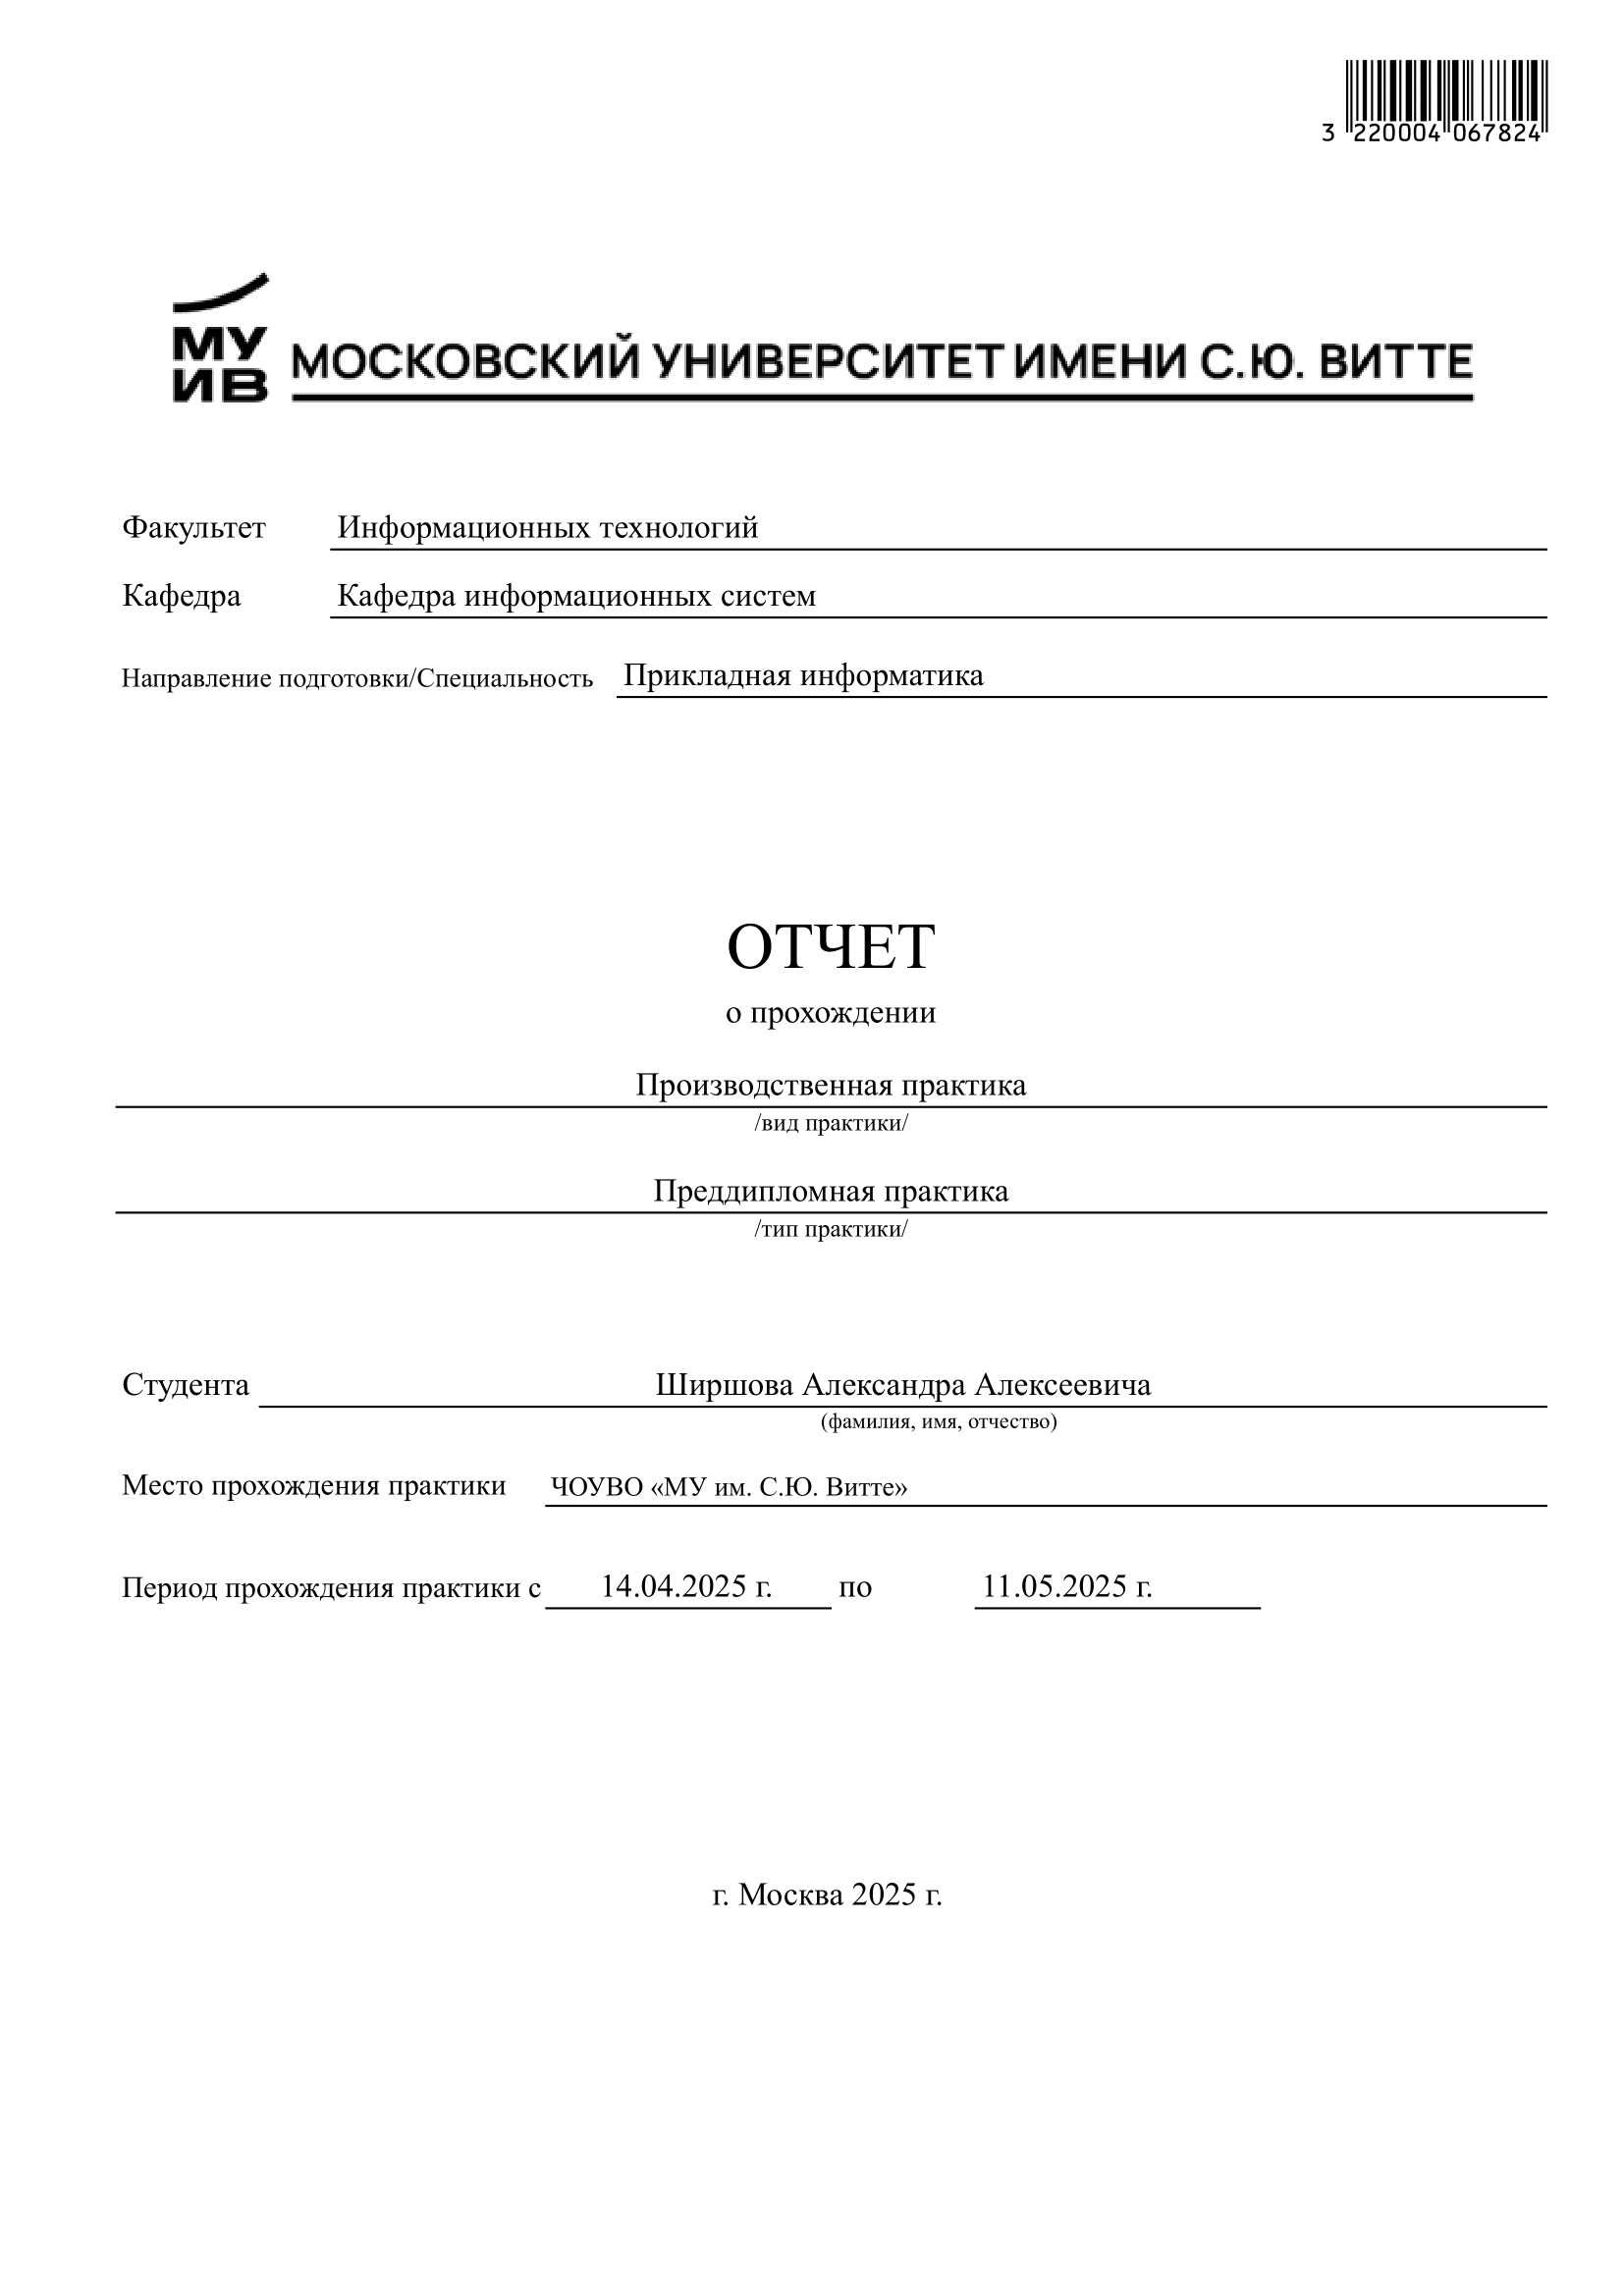 3 220004 067824
МУ
ИВ
МОСКОВСКИЙ УНИВЕРСИТЕТ ИМЕНИ С.Ю. ВИТТЕ
Факультет Информационных технологий
Кафедра Кафедра информационных систем
Направление подготовки/Специальность Прикладная информатика
ОТЧЕТ
о прохождении
Производственная практика
/вид практики/
Преддипломная практика
/тип практики/
Студента Ширшова Александра Алексеевича
(фамилия, имя, отчество)
Место прохождения практики ЧОУВО «МУ им. С.Ю. Витте»
Период прохождения практики с 14.04.2025 г. по 11.05.2025 г.
г. Москва 2025 г.